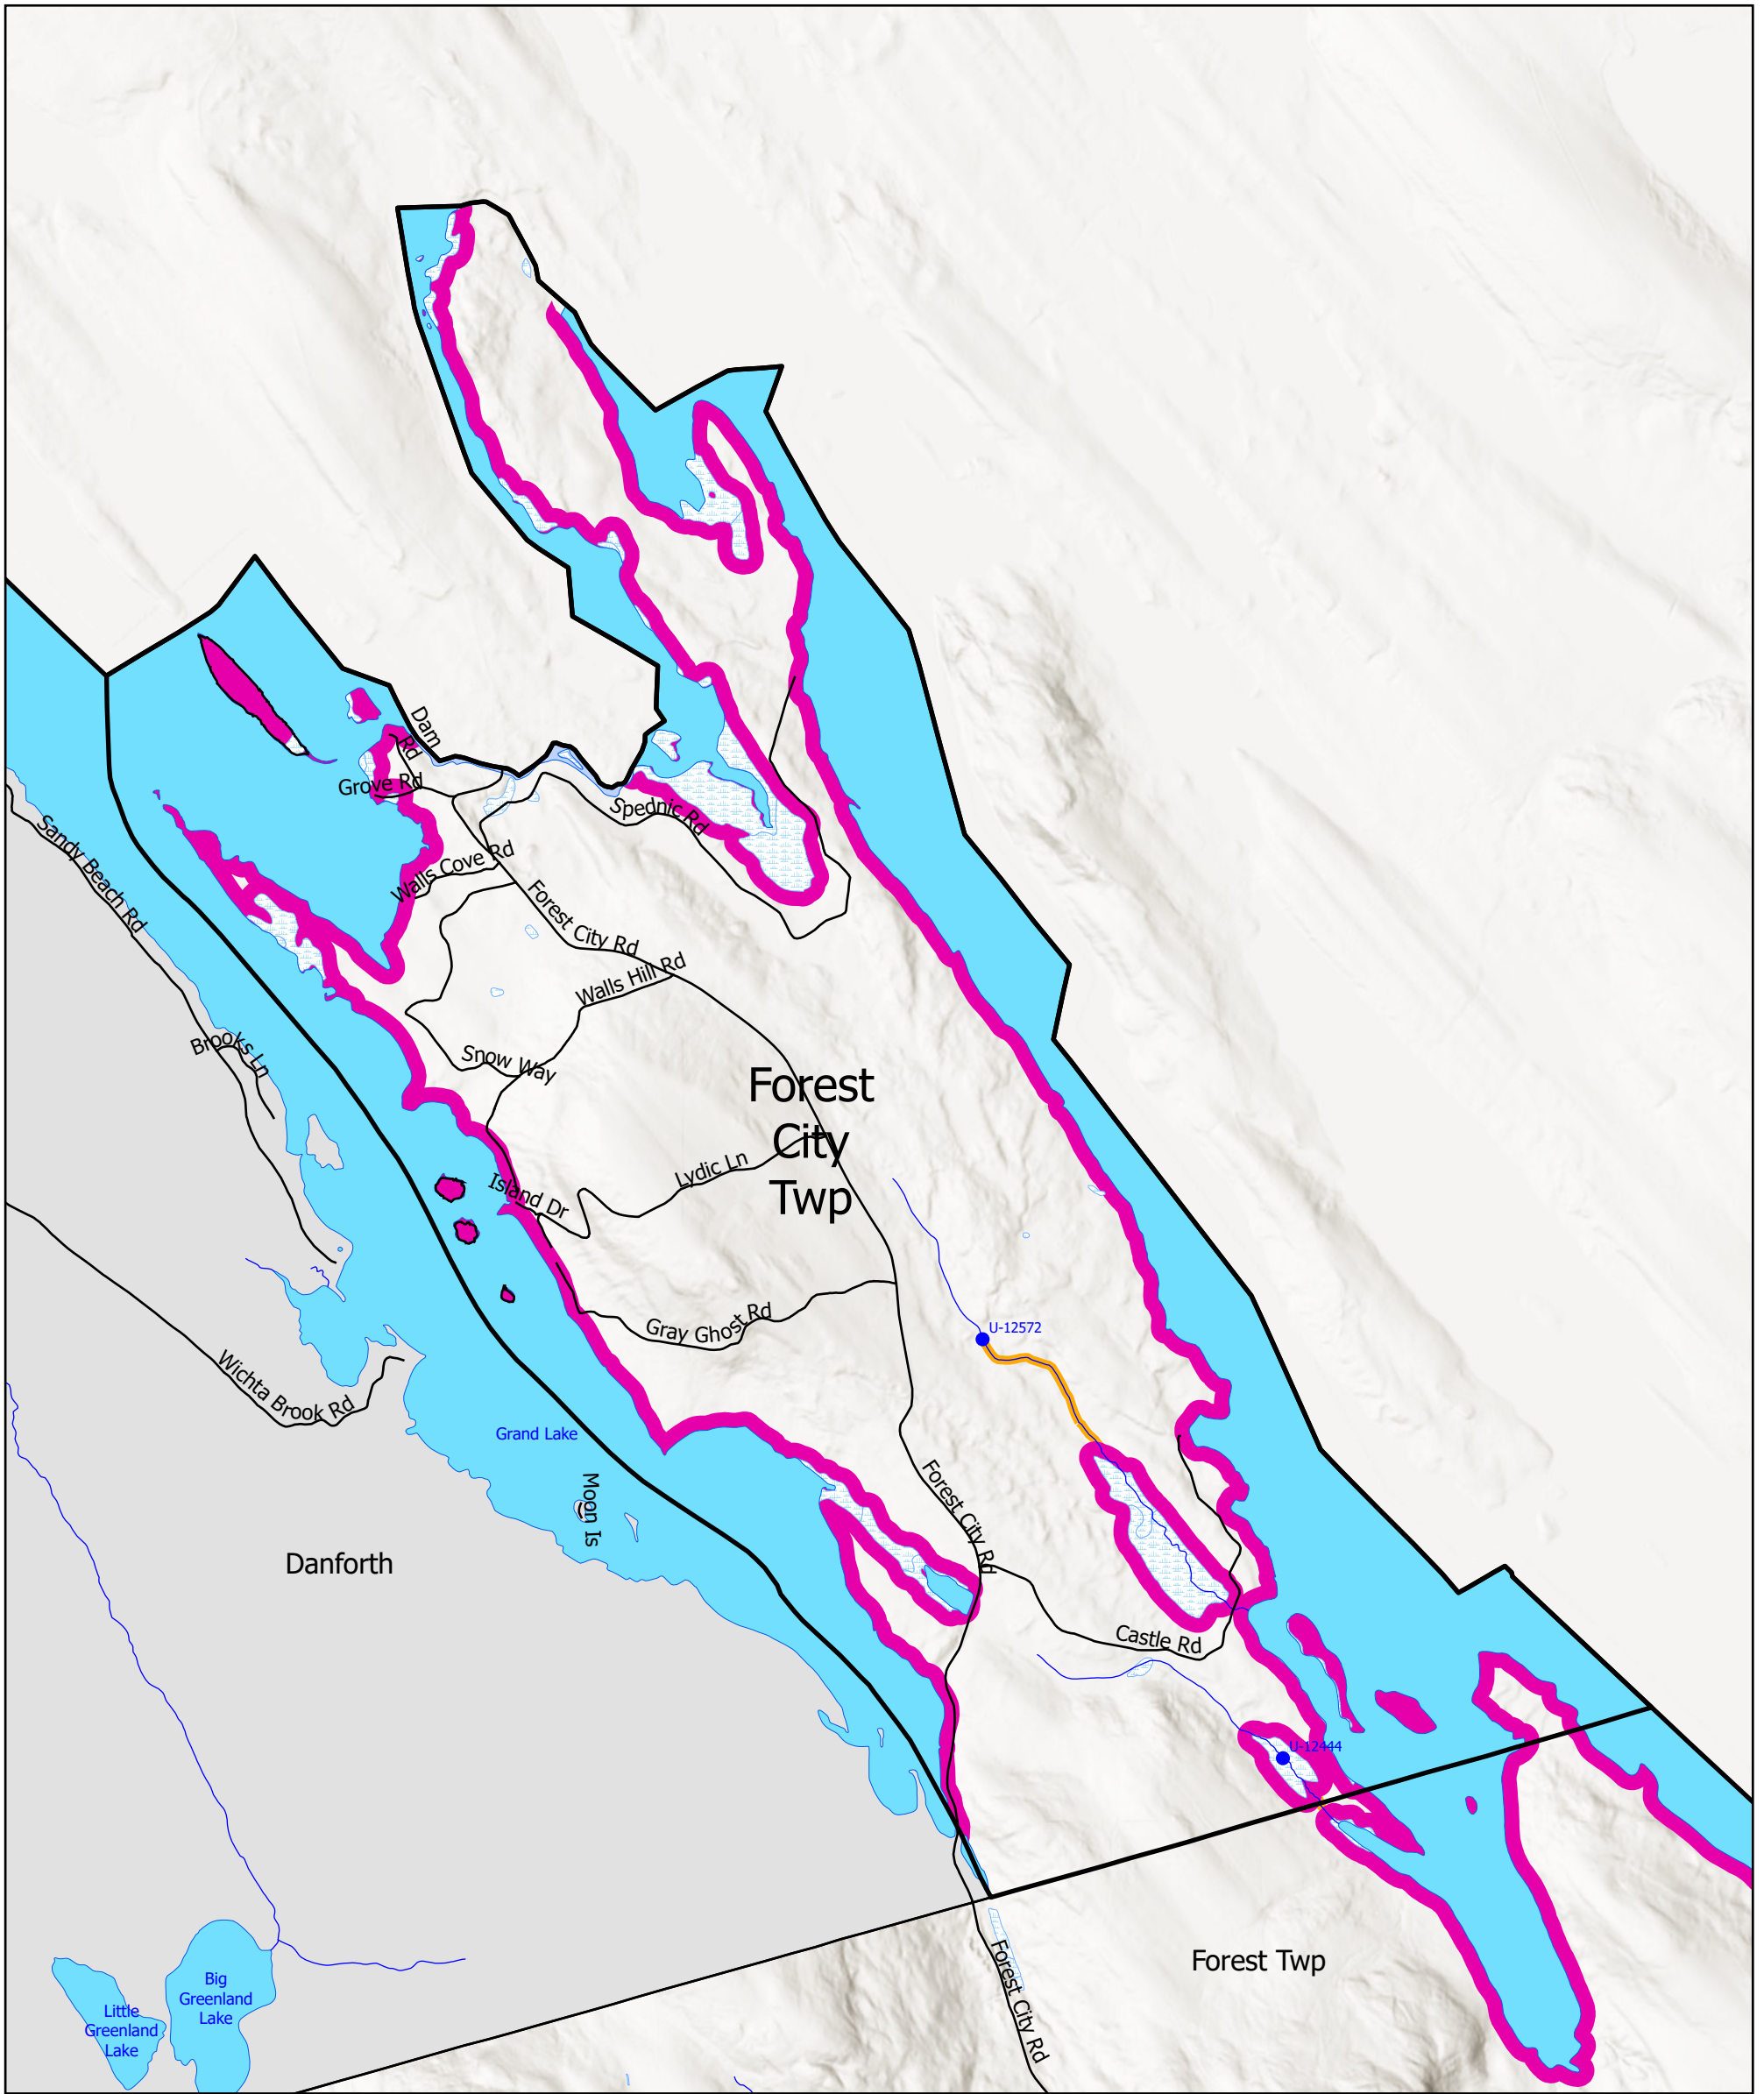 Dam
Rd
Grove Rd
Spednic Rd
Sandy Beach Rd
Walls Cove Rd
Forest City Rd
Walls Hill Rd
Brooks Ln
Snow Way
Forest
City
Twp
Lydic Ln
Island Dr
Gray Ghost Rd
U-12572
Wichta Brook Rd
Grand Lake
Moon Is
Forest City Rd
Danforth
Castle Rd
U-12444
Forest Twp
Forest City Rd
Big
Greenland
Lake
Little
Greenland
Lake